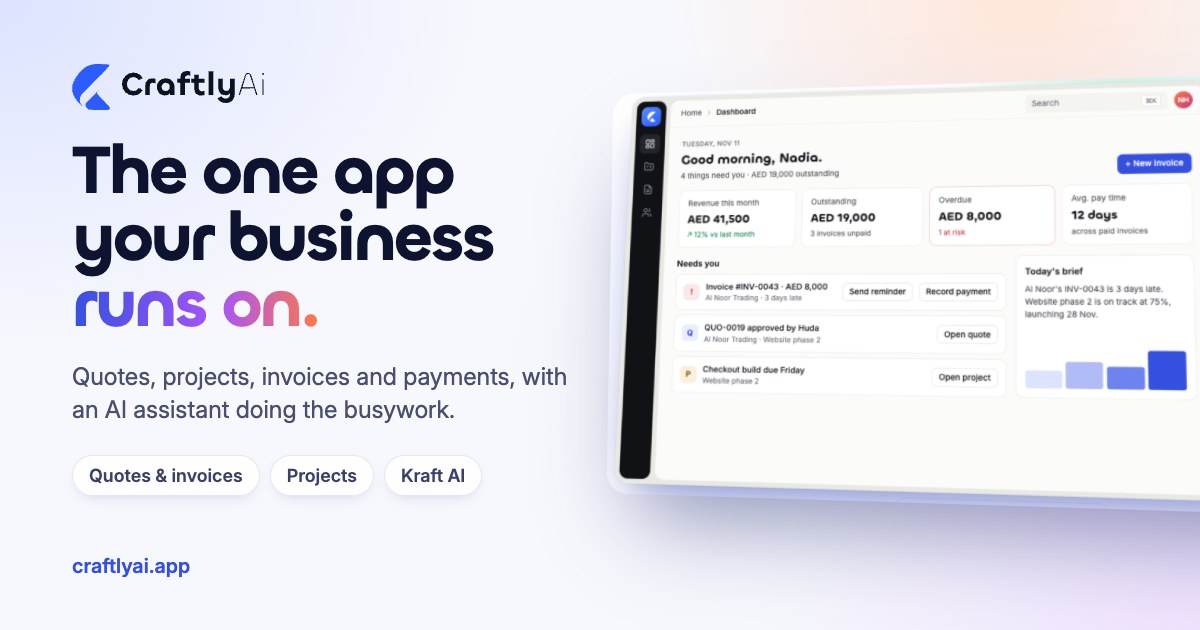 CraftlyAi
The one app
your business
runs on.
Quotes, projects, invoices and payments, with
an AI assistant doing the busywork.
Quotes & invoices
Projects
Kraft AI
craftlyai.app
Home › Dashboard
Search
⌘K
NH
TUESDAY, NOV 11
Good morning, Nadia.
4 things need you · AED 19,000 outstanding
+ New invoice
Revenue this month
AED 41,500
↗ 12% vs last month
Outstanding
AED 19,000
3 invoices unpaid
Overdue
AED 8,000
1 at risk
Avg. pay time
12 days
across paid invoices
Needs you
!
Invoice #INV-0043 · AED 8,000
Al Noor Trading · 3 days late
Send reminder
Record payment
Q
QUO-0019 approved by Huda
Al Noor Trading · Website phase 2
Open quote
P
Checkout build due Friday
Website phase 2
Open project
Today's brief
Al Noor's INV-0043 is 3 days late.
Website phase 2 is on track at 75%,
launching 28 Nov.